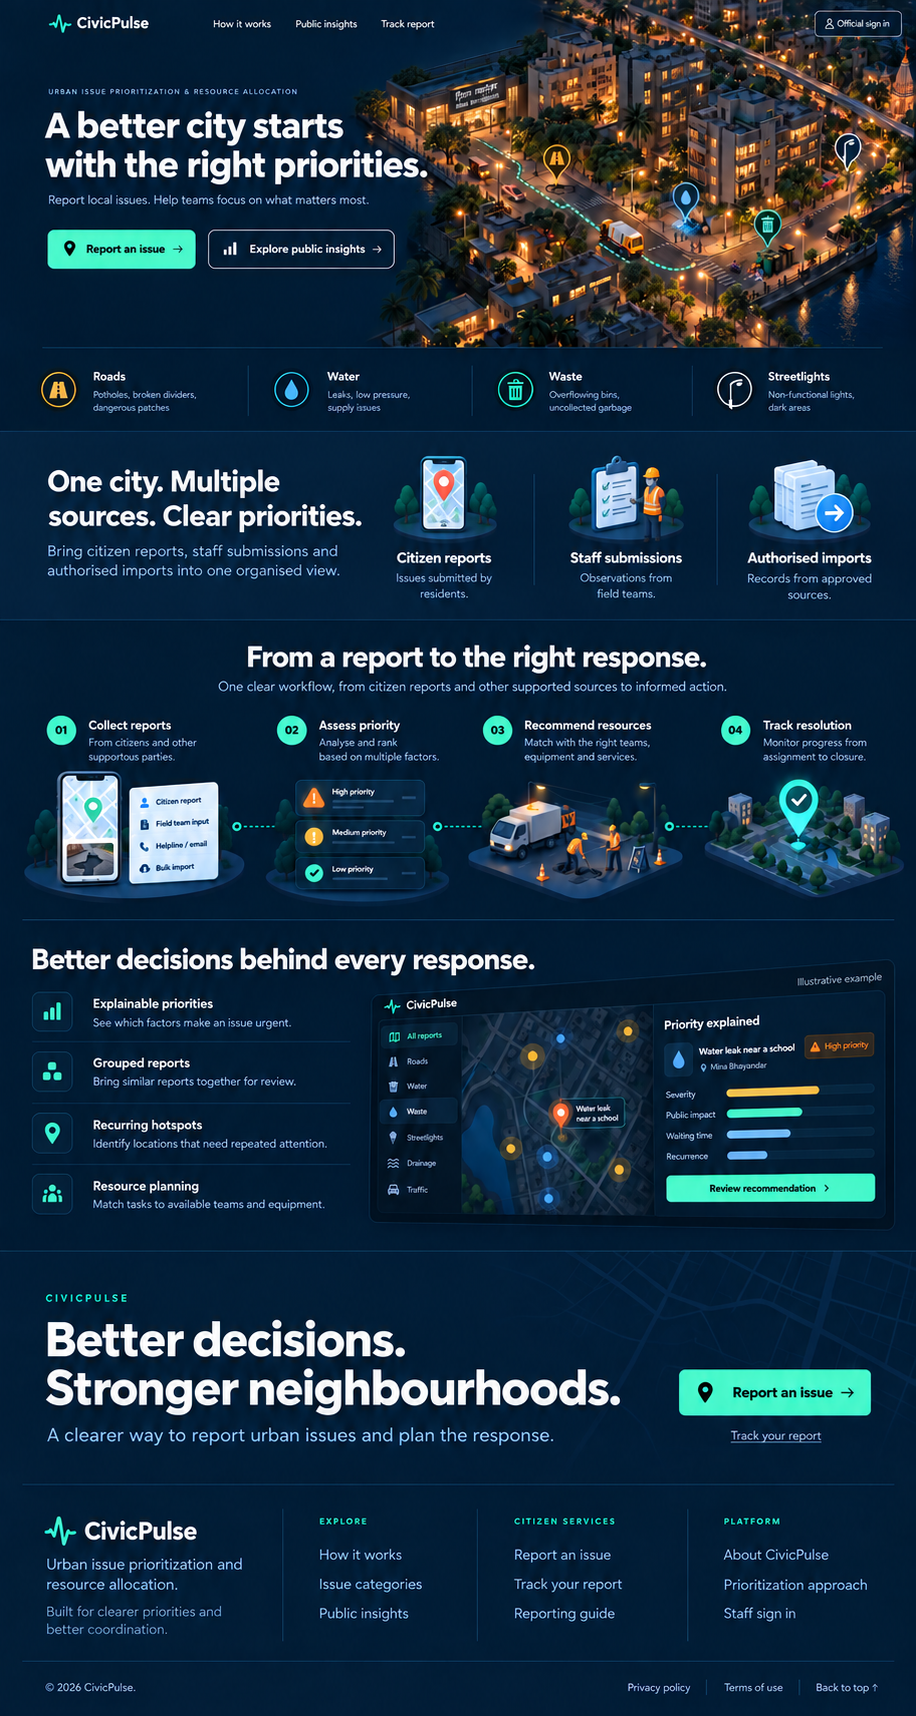 CivicPulse
How it works
Public insights
Track report
Official sign in
URBAN ISSUE PRIORITIZATION & RESOURCE ALLOCATION
A better city starts
with the right priorities.
Report local issues. Help teams focus on what matters most.
Report an issue →
Explore public insights →
Roads
Potholes, broken dividers,
dangerous patches
Water
Leaks, low pressure,
supply issues
Waste
Overflowing bins,
uncollected garbage
Streetlights
Non-functional lights,
dark areas
One city. Multiple
sources. Clear priorities.
Bring citizen reports, staff submissions and
authorised imports into one organised view.
Citizen reports
Issues submitted by
residents.
Staff submissions
Observations from
field teams.
Authorised imports
Records from approved
sources.
From a report to the right response.
One clear workflow, from citizen reports and other supported sources to informed action.
01
Collect reports
From citizens and other
supportous parties.
02
Assess priority
Analyse and rank
based on multiple factors.
03
Recommend resources
Match with the right teams,
equipment and services.
04
Track resolution
Monitor progress from
assignment to closure.
Citizen report
Field team input
Helpline / email
Bulk import
High priority
Medium priority
Low priority
Better decisions behind every response.
Explainable priorities
See which factors make an issue urgent.
Grouped reports
Bring similar reports together for review.
Recurring hotspots
Identify locations that need repeated attention.
Resource planning
Match tasks to available teams and equipment.
Illustrative example
CivicPulse
All reports
Roads
Water
Waste
Streetlights
Drainage
Traffic
Water leak
near a school
Priority explained
Water leak near a school
Mina Bhayandar
High priority
Severity
Public impact
Waiting time
Recurrence
Review recommendation >
CIVICPULSE
Better decisions.
Stronger neighbourhoods.
A clearer way to report urban issues and plan the response.
Report an issue →
Track your report
CivicPulse
Urban issue prioritization and
resource allocation.
Built for clearer priorities and
better coordination.
EXPLORE
How it works
Issue categories
Public insights
CITIZEN SERVICES
Report an issue
Track your report
Reporting guide
PLATFORM
About CivicPulse
Prioritization approach
Staff sign in
© 2026 CivicPulse.
Privacy policy
Terms of use
Back to top ↑